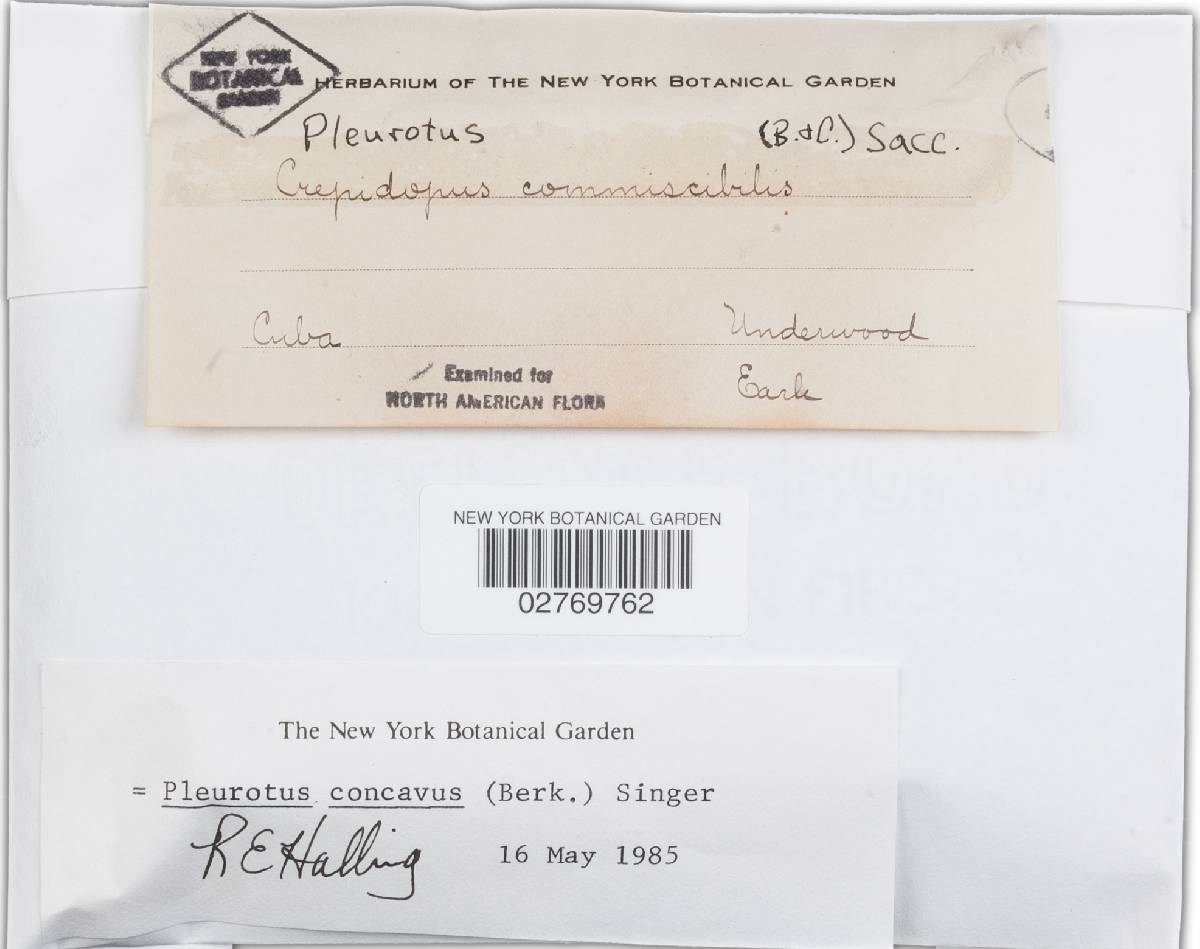 NEW YORK
BOTANICAL
GARDEN
HERBARIUM OF THE NEW YORK BOTANICAL GARDEN
Pleurotus (B.&C.) Sacc.
Crepidopus commiscibilis
Cuba Underwood
Earle
Examined for
NORTH AMERICAN FLORA
NEW YORK BOTANICAL GARDEN
02769762
The New York Botanical Garden
= Pleurotus concavus (Berk.) Singer
R E Halling 16 May 1985